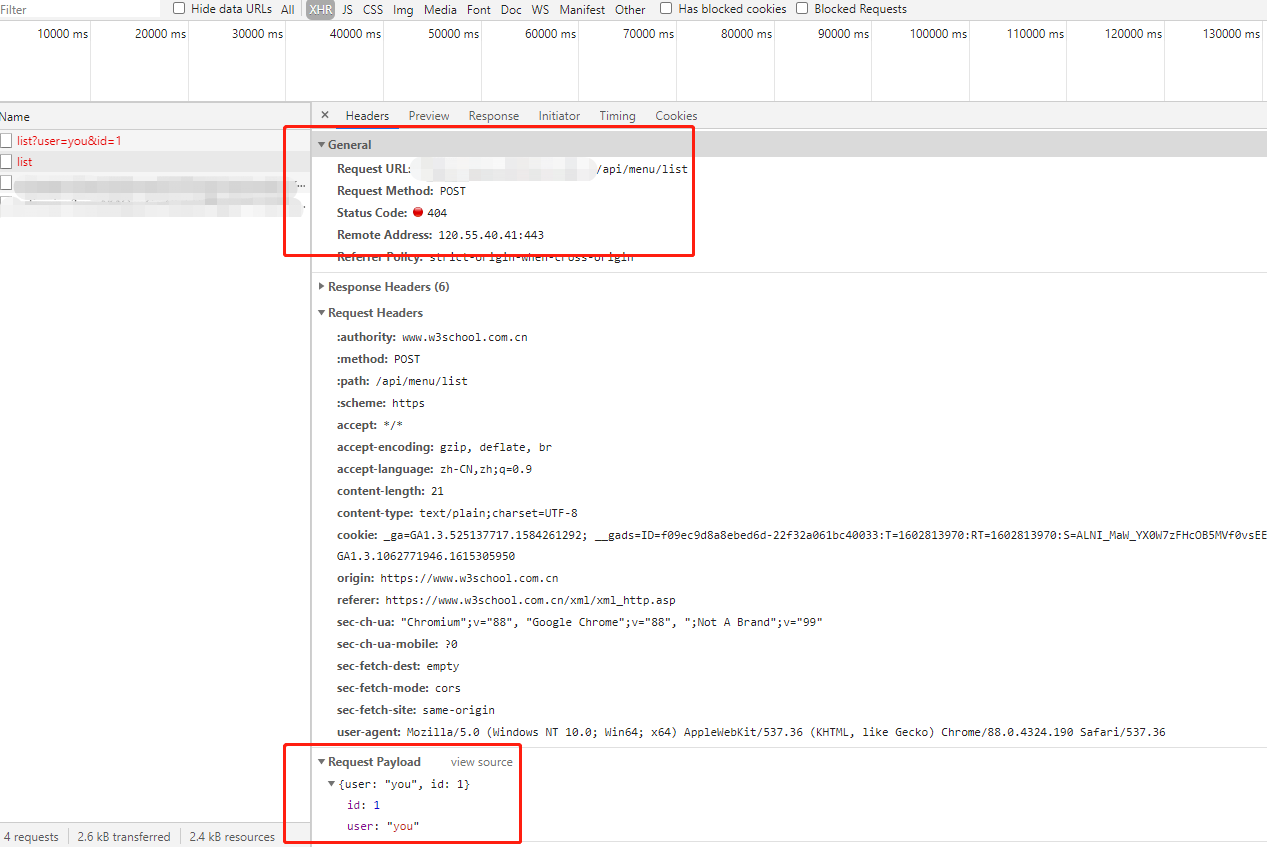 Filter Hide data URLs All XHR JS CSS Img Media Font Doc WS Manifest Other Has blocked cookies Blocked Requests
10000 ms 20000 ms 30000 ms 40000 ms 50000 ms 60000 ms 70000 ms 80000 ms 90000 ms 100000 ms 110000 ms 120000 ms 130000 ms
Name
list?user=you&id=1
list
...
× Headers Preview Response Initiator Timing Cookies
General
Request URL: /api/menu/list
Request Method: POST
Status Code: 404
Remote Address: 120.55.40.41:443
Referrer Policy: strict-origin-when-cross-origin
Response Headers (6)
Request Headers
:authority: www.w3school.com.cn
:method: POST
:path: /api/menu/list
:scheme: https
accept: */*
accept-encoding: gzip, deflate, br
accept-language: zh-CN,zh;q=0.9
content-length: 21
content-type: text/plain;charset=UTF-8
cookie: _ga=GA1.3.525137717.1584261292; __gads=ID=f09ec9d8a8ebed6d-22f32a061bc40033:T=1602813970:RT=1602813970:S=ALNI_MaW_YX0W7zFHcOB5MVf0vsEE
GA1.3.1062771946.1615305950
origin: https://www.w3school.com.cn
referer: https://www.w3school.com.cn/xml/xml_http.asp
sec-ch-ua: "Chromium";v="88", "Google Chrome";v="88", ";Not A Brand";v="99"
sec-ch-ua-mobile: ?0
sec-fetch-dest: empty
sec-fetch-mode: cors
sec-fetch-site: same-origin
user-agent: Mozilla/5.0 (Windows NT 10.0; Win64; x64) AppleWebKit/537.36 (KHTML, like Gecko) Chrome/88.0.4324.190 Safari/537.36
Request Payload view source
{user: "you", id: 1}
id: 1
user: "you"
4 requests 2.6 kB transferred 2.4 kB resources